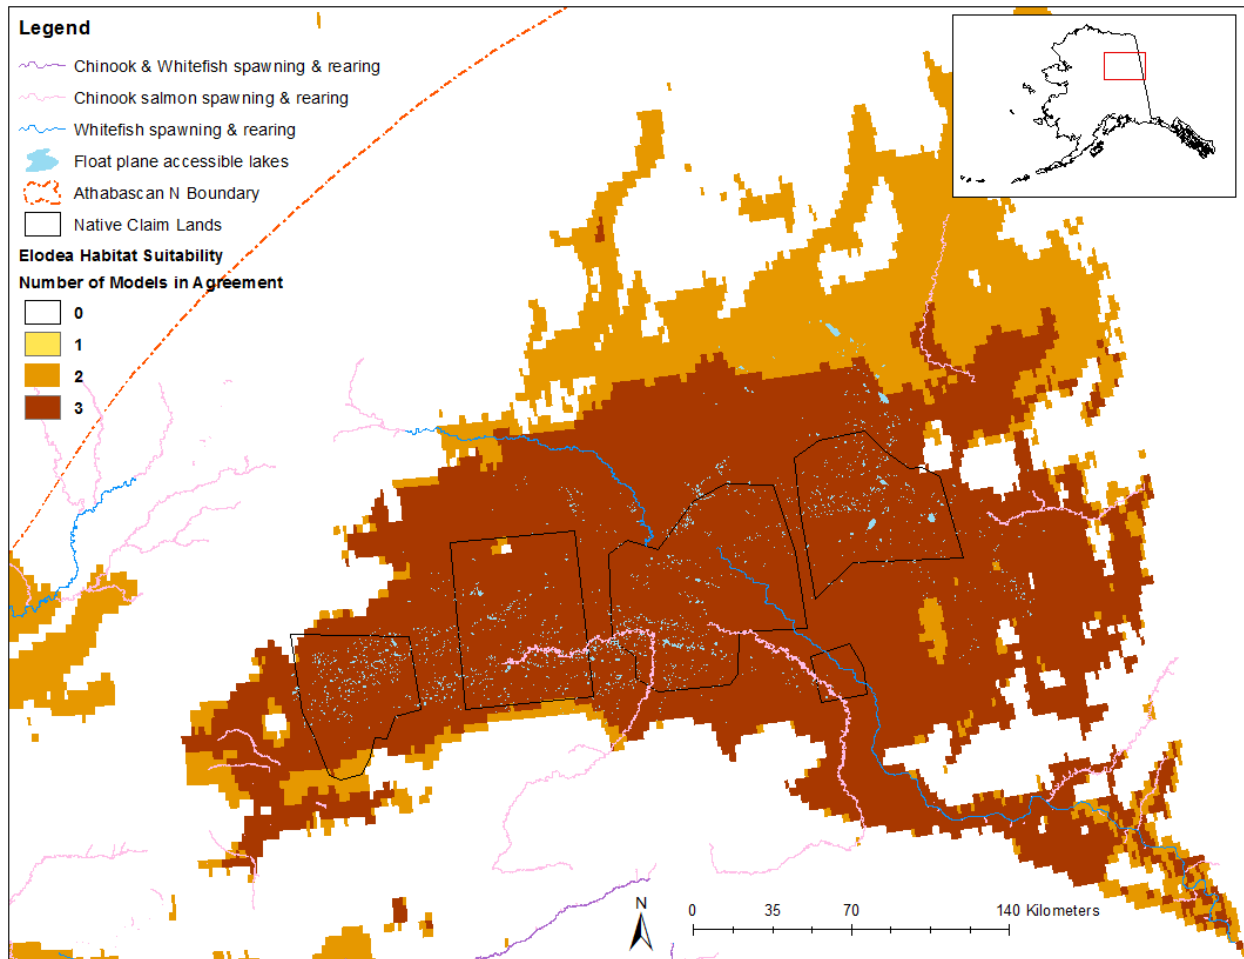 Legend
Chinook & Whitefish spawning & rearing
Chinook salmon spawning & rearing
Whitefish spawning & rearing
Float plane accessible lakes
Athabascan N Boundary
Native Claim Lands
Elodea Habitat Suitability
Number of Models in Agreement
0
1
2
3
N
0 35 70 140 Kilometers